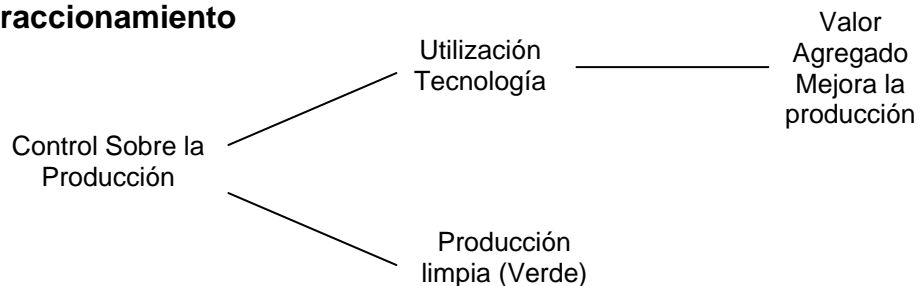 raccionamiento
Utilización
Tecnología
Valor
Agregado
Mejora la
producción
Control Sobre la
Producción
Producción
limpia (Verde)